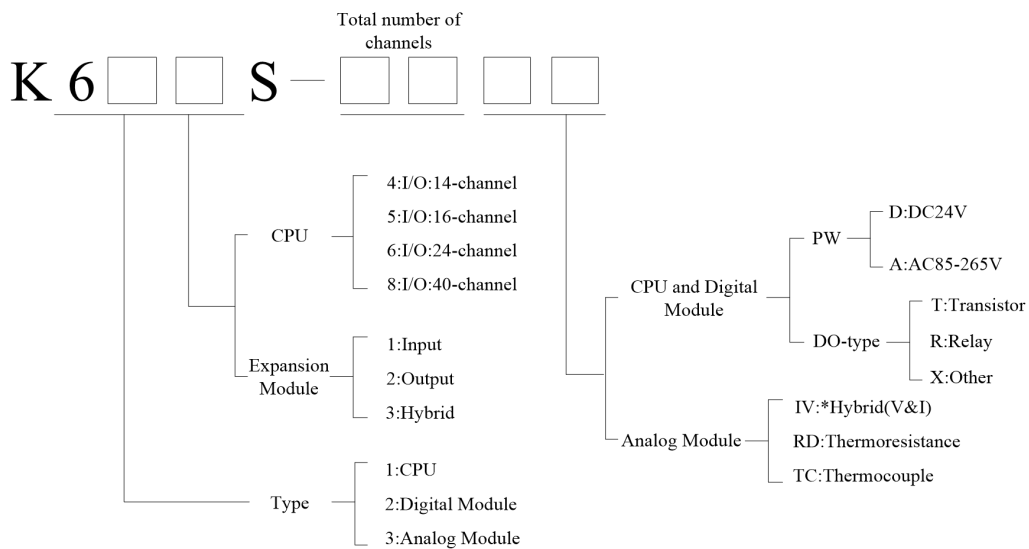 Total number of
channels
K 6 S —
4:I/O:14-channel
5:I/O:16-channel
CPU
6:I/O:24-channel
8:I/O:40-channel
Expansion
Module
1:Input
2:Output
3:Hybrid
Type
1:CPU
2:Digital Module
3:Analog Module
CPU and Digital
Module
PW
D:DC24V
A:AC85-265V
DO-type
T:Transistor
R:Relay
X:Other
Analog Module
IV:*Hybrid(V&I)
RD:Thermoresistance
TC:Thermocouple